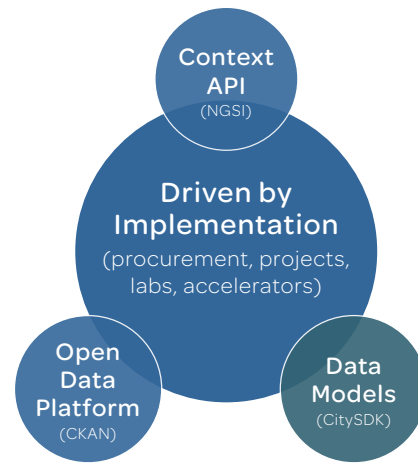 Context
API
(NGSI)
Driven by
Implementation
(procurement, projects,
labs, accelerators)
Open
Data
Platform
(CKAN)
Data
Models
(CitySDK)